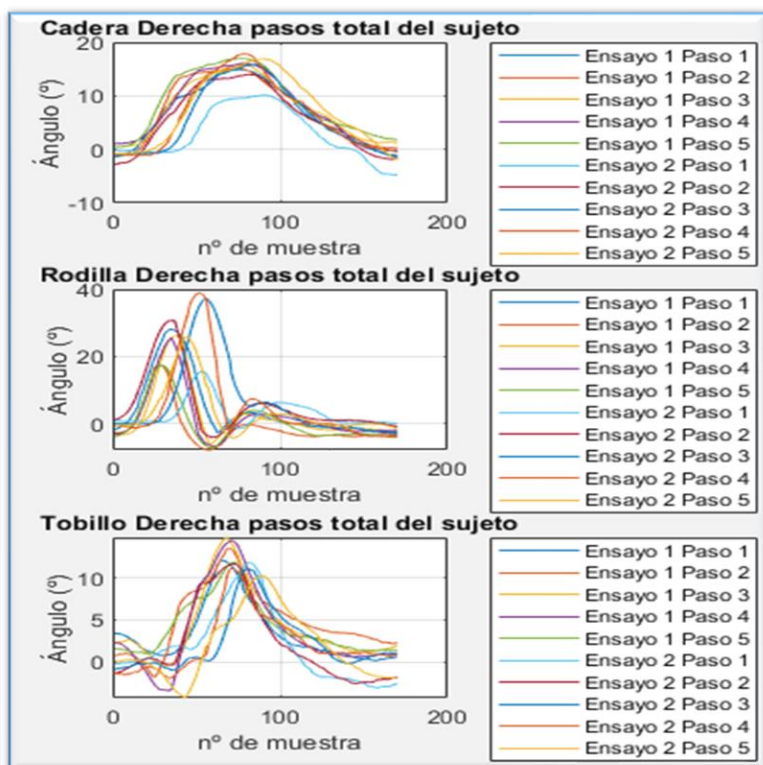 Cadera Derecha pasos total del sujeto
20
10
0
-10
Ángulo (º)
0
100
200
nº de muestra
Ensayo 1 Paso 1
Ensayo 1 Paso 2
Ensayo 1 Paso 3
Ensayo 1 Paso 4
Ensayo 1 Paso 5
Ensayo 2 Paso 1
Ensayo 2 Paso 2
Ensayo 2 Paso 3
Ensayo 2 Paso 4
Ensayo 2 Paso 5
Rodilla Derecha pasos total del sujeto
40
20
0
Ángulo (º)
0
100
200
nº de muestra
Ensayo 1 Paso 1
Ensayo 1 Paso 2
Ensayo 1 Paso 3
Ensayo 1 Paso 4
Ensayo 1 Paso 5
Ensayo 2 Paso 1
Ensayo 2 Paso 2
Ensayo 2 Paso 3
Ensayo 2 Paso 4
Ensayo 2 Paso 5
Tobillo Derecha pasos total del sujeto
10
5
0
Ángulo (º)
0
100
200
nº de muestra
Ensayo 1 Paso 1
Ensayo 1 Paso 2
Ensayo 1 Paso 3
Ensayo 1 Paso 4
Ensayo 1 Paso 5
Ensayo 2 Paso 1
Ensayo 2 Paso 2
Ensayo 2 Paso 3
Ensayo 2 Paso 4
Ensayo 2 Paso 5